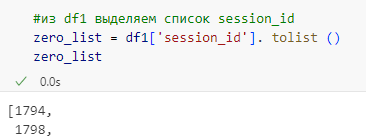 #из df1 выделяем список session_id
zero_list = df1['session_id']. tolist ()
zero_list
✓ 0.0s
[1794,
1798,